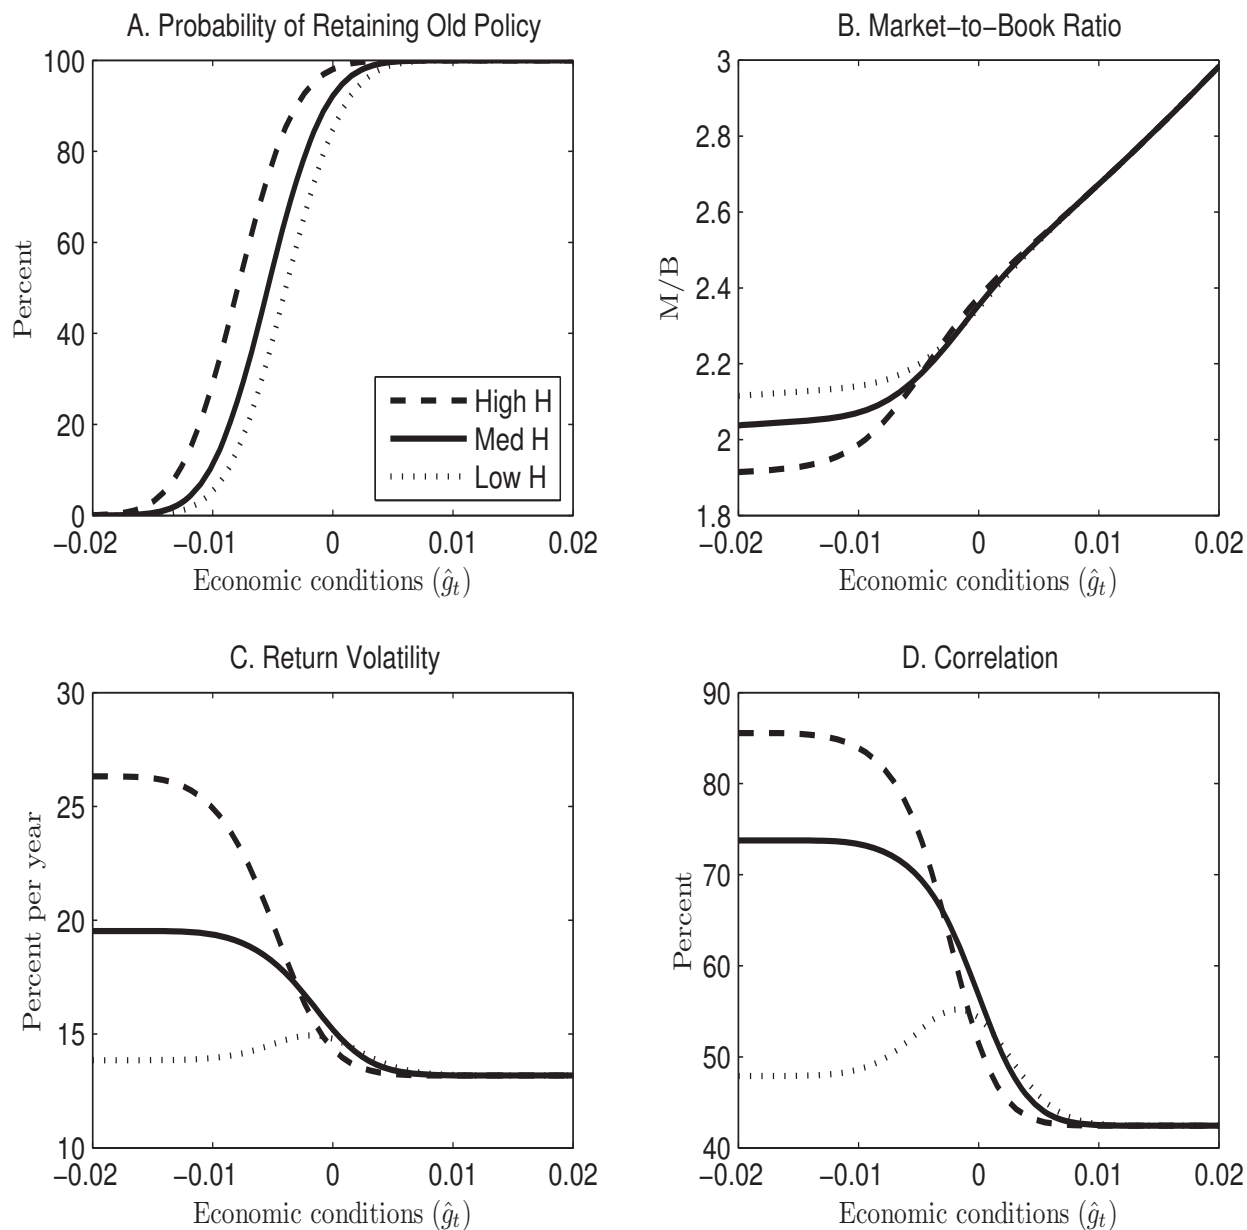 A. Probability of Retaining Old Policy
100
80
60
40
20
0
Percent
High H
Med H
Low H
−0.02 −0.01 0 0.01 0.02
Economic conditions (ĝₜ)
B. Market−to−Book Ratio
3
2.8
2.6
2.4
2.2
2
1.8
M/B
−0.02 −0.01 0 0.01 0.02
Economic conditions (ĝₜ)
C. Return Volatility
30
25
20
15
10
Percent per year
−0.02 −0.01 0 0.01 0.02
Economic conditions (ĝₜ)
D. Correlation
90
80
70
60
50
40
Percent
−0.02 −0.01 0 0.01 0.02
Economic conditions (ĝₜ)